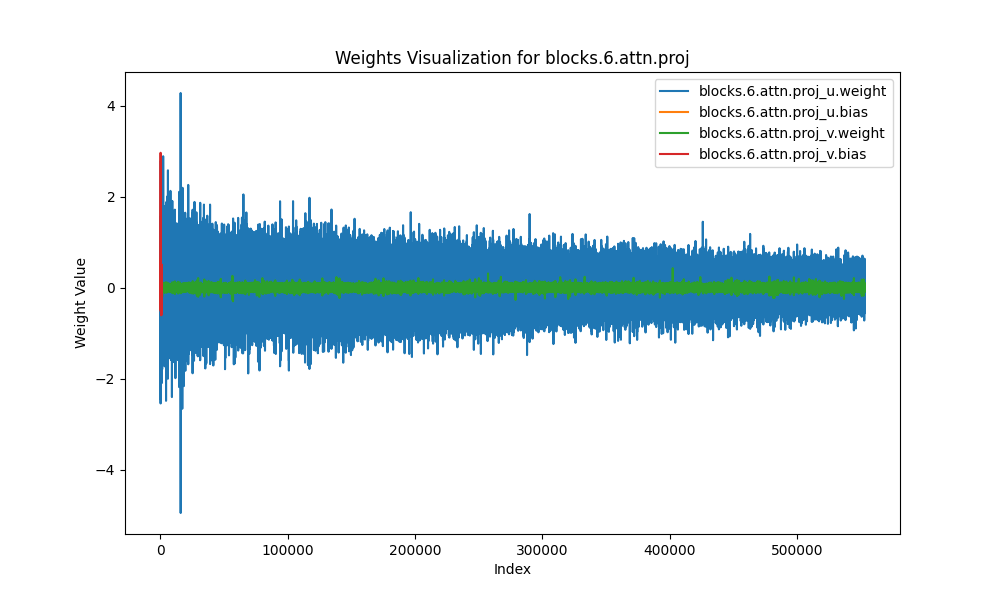 Weights Visualization for blocks.6.attn.proj
blocks.6.attn.proj_u.weight
blocks.6.attn.proj_u.bias
blocks.6.attn.proj_v.weight
blocks.6.attn.proj_v.bias
4
2
0
−2
−4
Weight Value
0 100000 200000 300000 400000 500000
Index